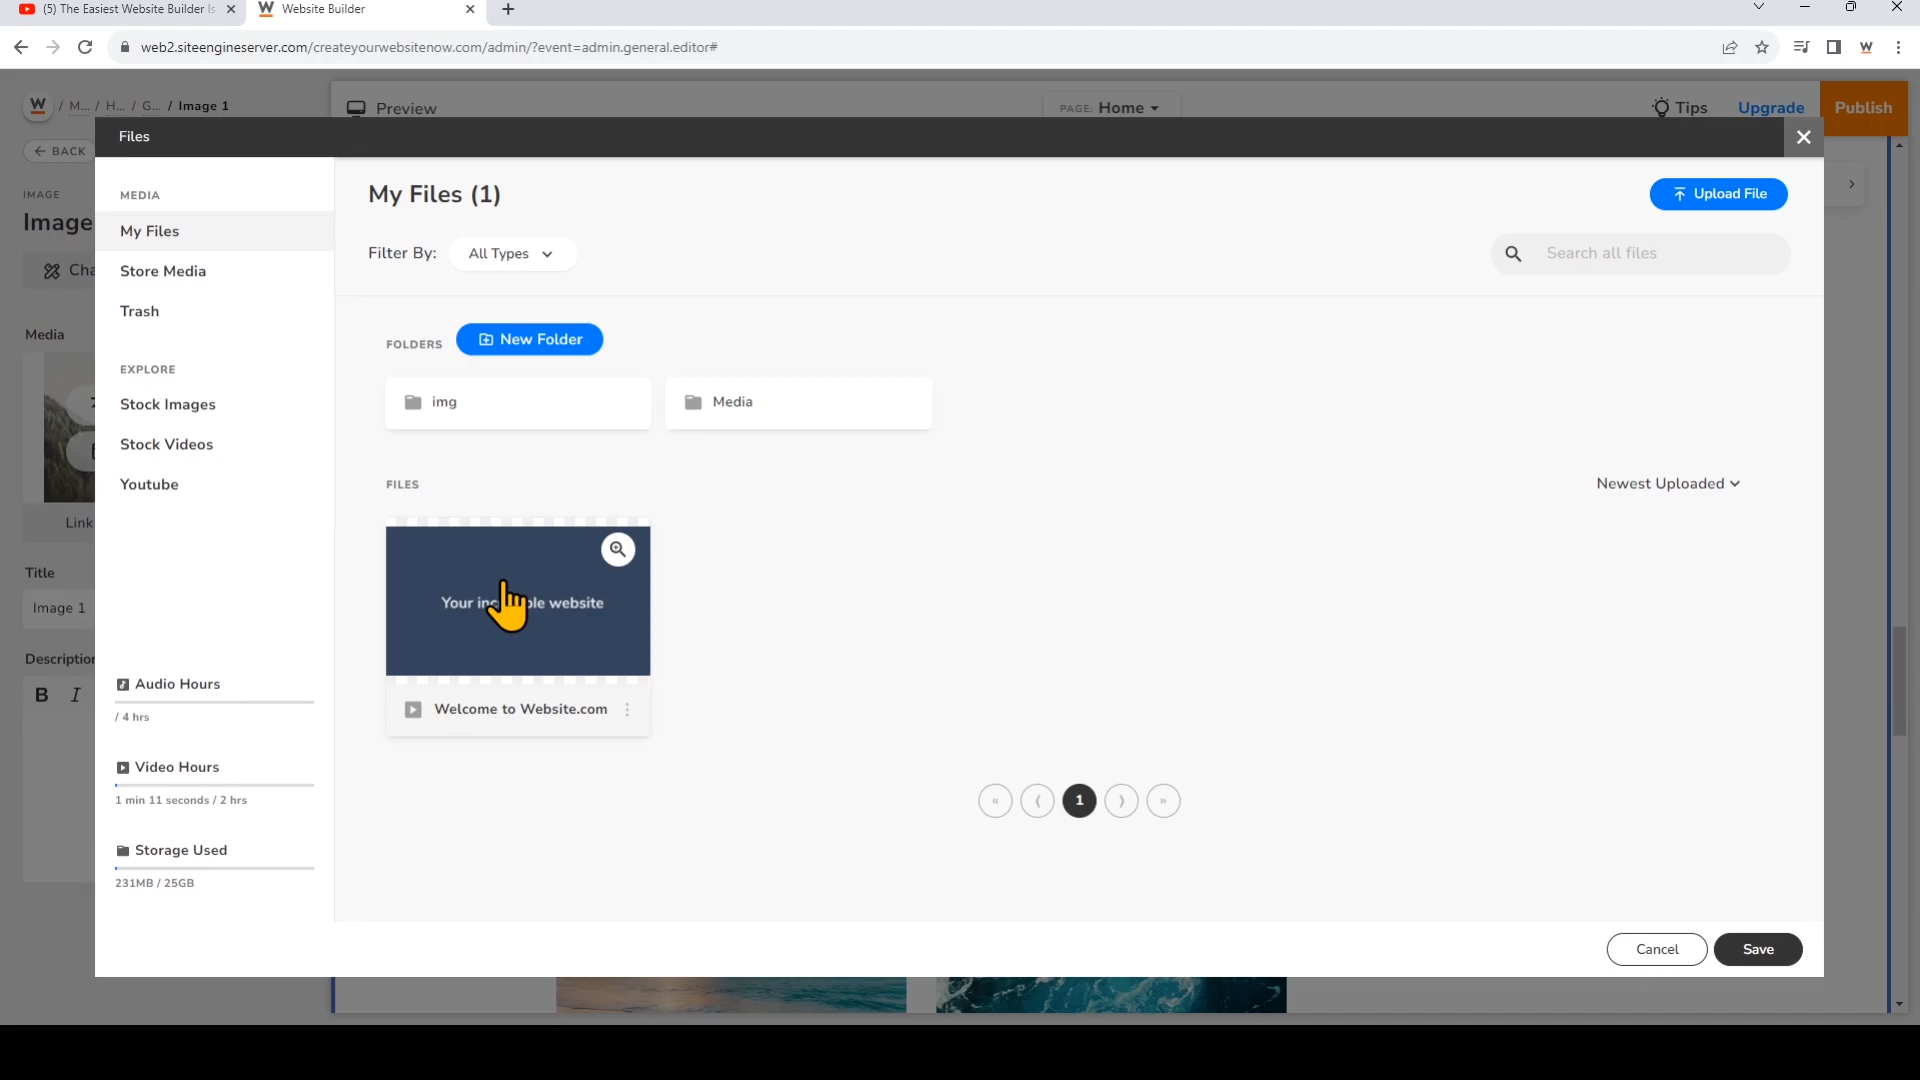 (5) The Easiest Website Builder Is
Website Builder
web2.siteengineserver.com/createyourwebsitenow.com/admin/?event=admin.general.editor#
W / M... / H... / G... / Image 1
Preview
PAGE: Home
Tips
Upgrade
Publish
BACK
Files
IMAGE
Image
Cha
Media
Link
Title
Image 1
Description
B I
MEDIA
My Files
Store Media
Trash
EXPLORE
Stock Images
Stock Videos
Youtube
Audio Hours
/ 4 hrs
Video Hours
1 min 11 seconds / 2 hrs
Storage Used
231MB / 25GB
My Files (1)
Upload File
Filter By: All Types
Search all files
FOLDERS
New Folder
img
Media
FILES
Newest Uploaded
Your website
Welcome to Website.com
« ⟨ 1 ⟩ »
Cancel
Save